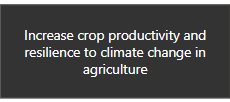 Increase crop productivity and
resilience to climate change in
agriculture